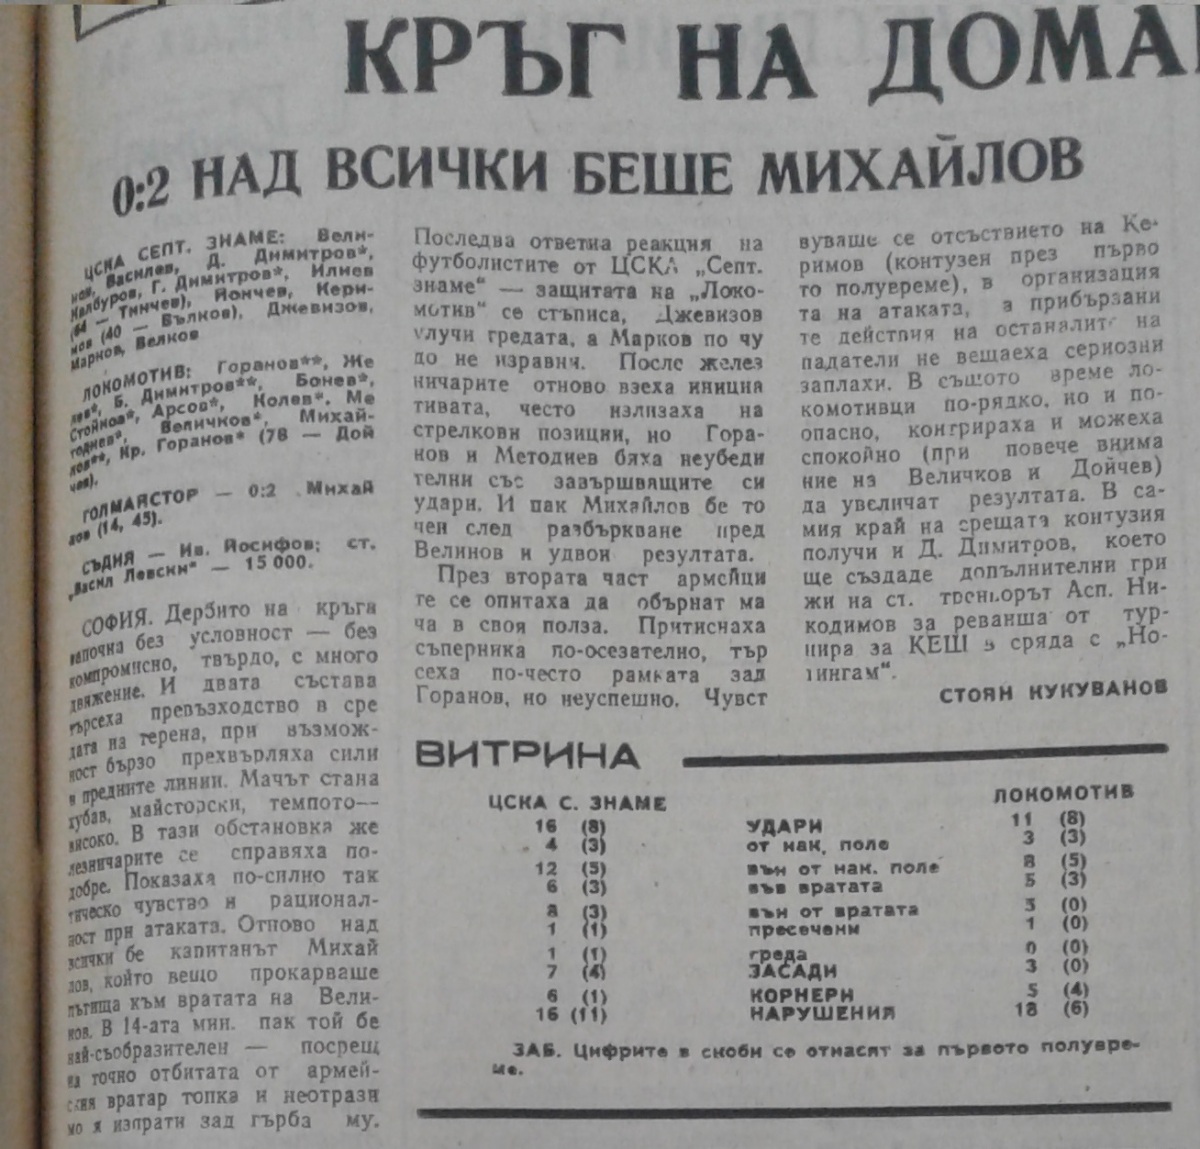 КРЪГ НА ДОМА
0:2 НАД ВСИЧКИ БЕШЕ МИХАЙЛОВ
ЦСКА СЕПТ. ЗНАМЕ: Вели-
нов, Василев, Д. Димитров*,
Калбуров, Г. Димитров*, Илиев
(64 — Тинчев), Йончев, Кери-
мов (40 — Вълков), Джевизов,
Марков, Велков
ЛОКОМОТИВ: Горанов**, Же
лев*, Б. Димитров**, Бонев*,
Стойков*, Арсов*, Колев*. Ме
тодиев*, Величков*, Михай-
лов**, Кр. Горанов* (78 — Дой
чев).
ГОЛМАЙСТОР — 0:2 Михай
лов (14, 45).
СЪДИЯ — Ив. Йосифов; ст.
„Васил Левски“ — 15 000.
СОФИЯ. Дербито на кръга
започна без условност — без
компромисно, твърдо, с много
движение. И двата състава
търсеха превъзходство в сре
дата на терена, при възмож-
ност бързо прехвърляха сили
в предните линии. Мачът стана
хубав, майсторски, темпото—
високо. В тази обстановка же
лезничарите се справяха по-
добре. Показаха по-силно так
тическо чувство и рационал-
ност при атаката. Отново над
всички бе капитанът Михай
лов, който вещо прокарваше
пътища към вратата на Вели-
нов. В 14-ата мин. пак той бе
най-съобразителен — посрещ
на точно отбитата от армей-
ския вратар топка и неотрази
мо я изпрати зад гърба му.
Последва ответна реакция на
футболистите от ЦСКА „Септ.
знаме“ — защитата на „Локо-
мотив“ се стъписа, Джевизов
улучи гредата, а Марков по чу
до не изравни. После желез
ничарите отново взеха инициа
тивата, често излизаха на
стрелкови позиции, но Гора-
нов и Методиев бяха неубеди
телни със завършващите си
удари. И пак Михайлов бе то
чен след разбъркване пред
Велинов и удвои резултата.
През втората част армейци
те се опитаха да обърнат ма
ча в своя полза. Притиснаха
съперника по-осезателно, тър
сеха по-често рамката зад
Горанов, но неуспешно. Чувст
вуваше се отсъствието на Ке-
римов (контузен през първо
то полувреме), в организация
та на атаката, а прибързани
те действия на останалите на
падатели не вещаеха сериозни
заплахи. В същото време ло-
комотивци по-рядко, но и по-
опасно, контрираха и можеха
спокойно (при повече внима
ние на Величков и Дойчев)
да увеличат резултата. В са-
мия край на срещата контузия
получи и Д. Димитров, което
ще създаде допълнителни гри
жи на ст. треньорът Асп. Ни-
кодимов за реванша от тур-
нира за КЕШ в сряда с „Но-
тингам“.
СТОЯН КУКУВАНОВ
ВИТРИНА
ЦСКА С. ЗНАМЕ ЛОКОМОТИВ
16 (8) УДАРИ 11 (8)
4 (3) от нак. поле 3 (3)
12 (5) вън от нак. поле 8 (5)
6 (3) във вратата 5 (3)
8 (3) вън от вратата 3 (0)
1 (1) пресечени 1 (0)
1 (1) греда 0 (0)
7 (4) ЗАСАДИ 3 (0)
6 (1) КОРНЕРИ 5 (4)
16 (11) НАРУШЕНИЯ 18 (6)
ЗАБ. Цифрите в скоби се отнасят за първото полувре-
ме.